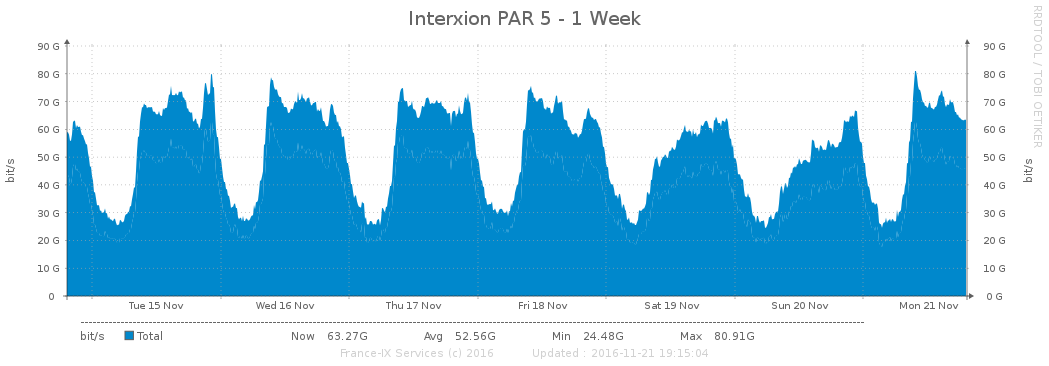 Interxion PAR 5 - 1 Week
RRDTOOL / TOBI OETIKER
90 G 90 G
80 G 80 G
70 G 70 G
60 G 60 G
50 G 50 G
40 G 40 G
30 G 30 G
20 G 20 G
10 G 10 G
0 0 G
bit/s
bit/s
Tue 15 Nov Wed 16 Nov Thu 17 Nov Fri 18 Nov Sat 19 Nov Sun 20 Nov Mon 21 Nov
bit/s Total Now 63.27G Avg 52.56G Min 24.48G Max 80.91G
France-IX Services (c) 2016 Updated : 2016-11-21 19:15:04